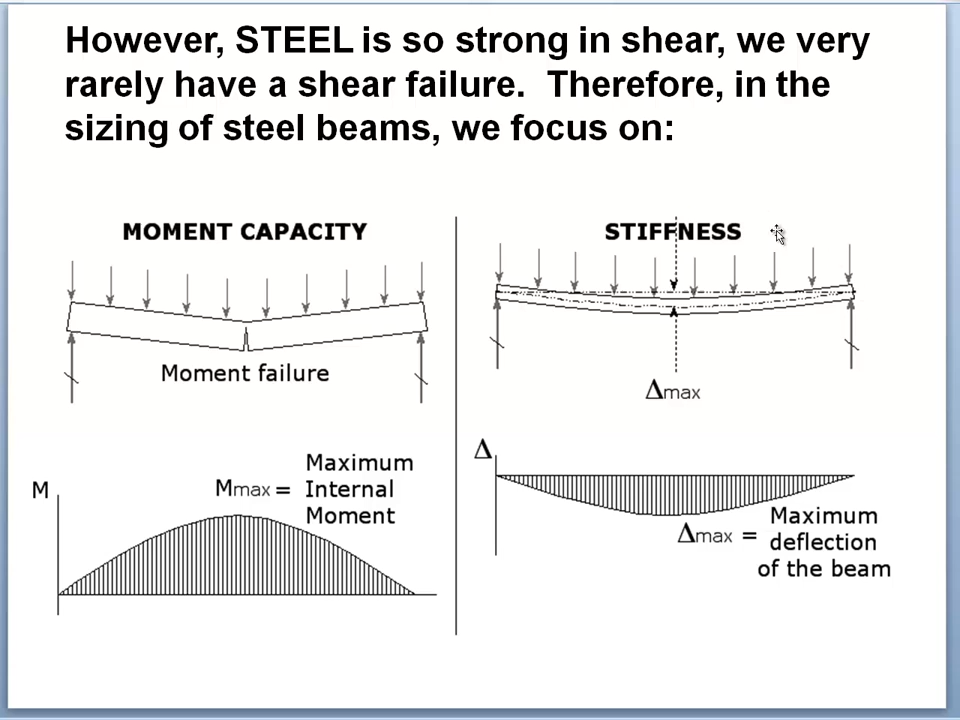 However, STEEL is so strong in shear, we very
rarely have a shear failure.  Therefore, in the
sizing of steel beams, we focus on:
MOMENT CAPACITY
Moment failure
M
Mmax =
Maximum
Internal
Moment
STIFFNESS
Δmax
Δ
Δmax =
Maximum
deflection
of the beam